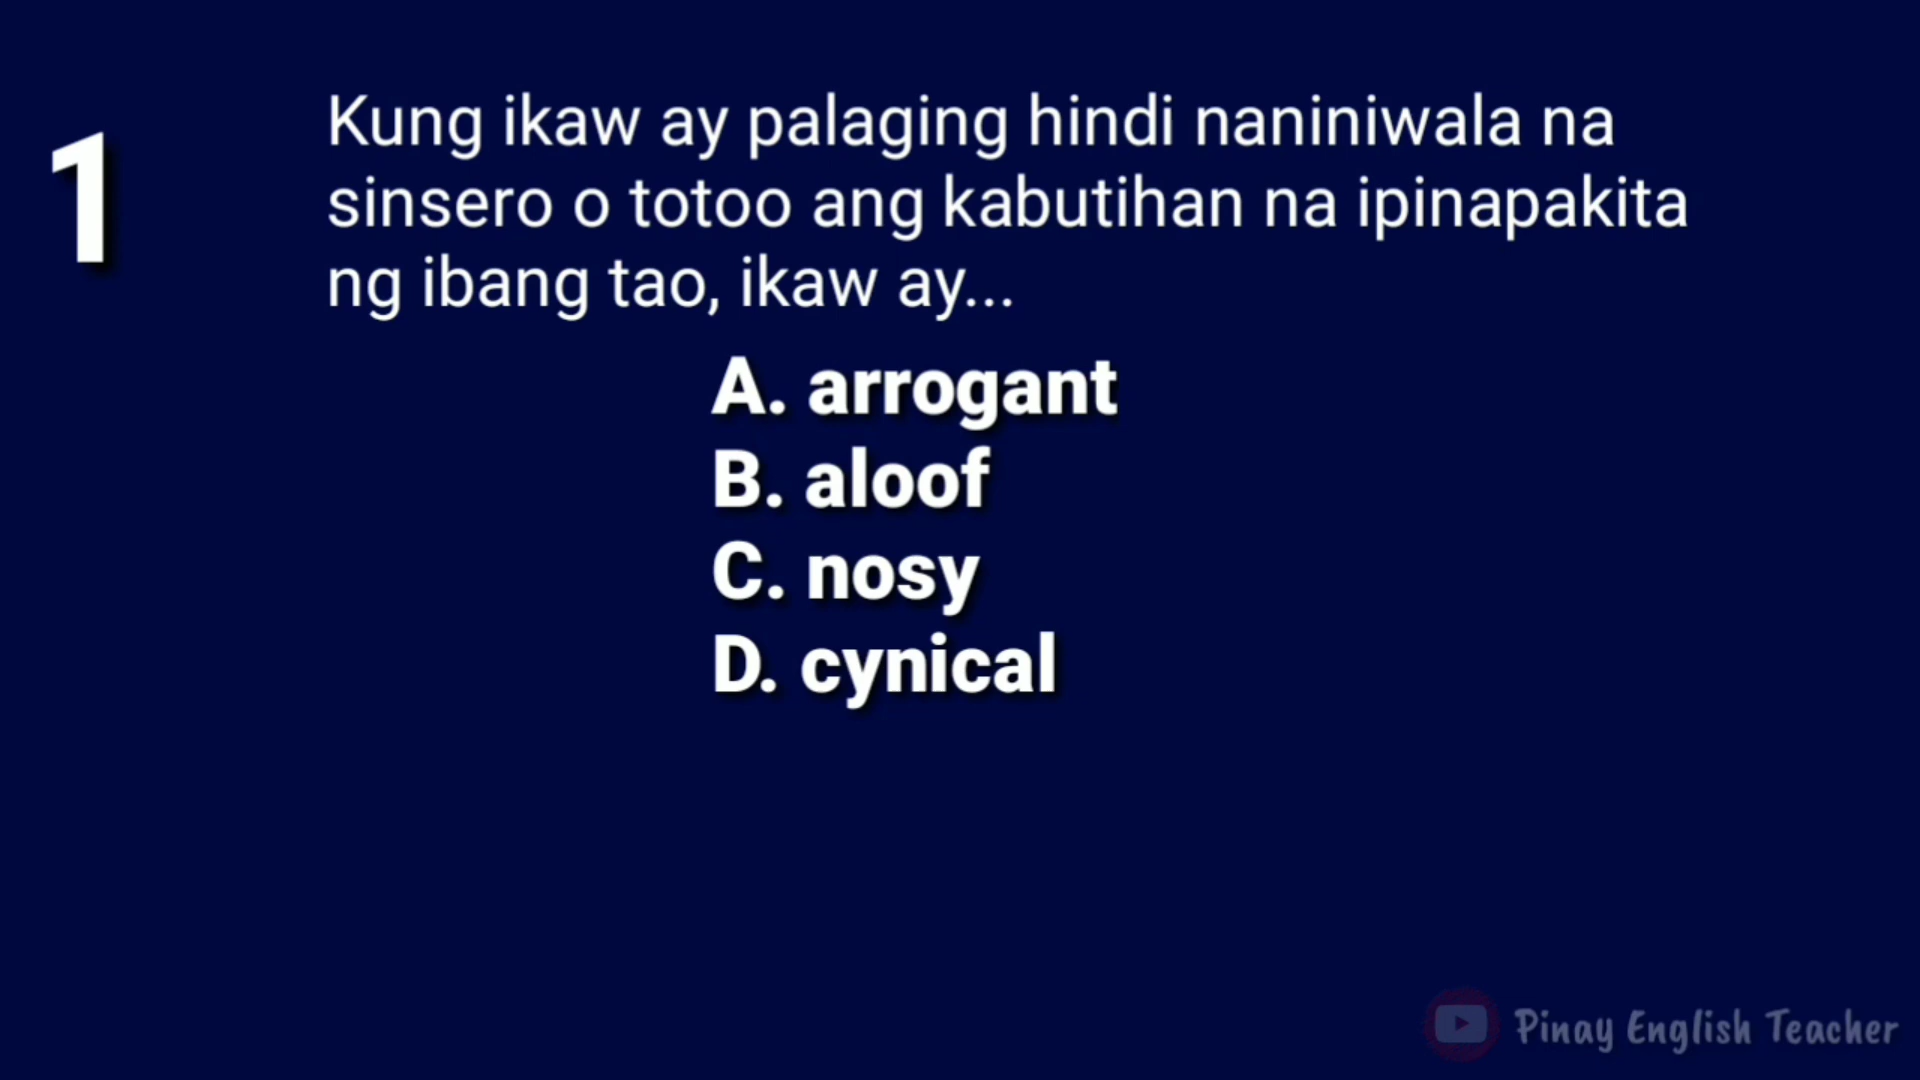 1
Kung ikaw ay palaging hindi naniniwala na
sinsero o totoo ang kabutihan na ipinapakita
ng ibang tao, ikaw ay...
A. arrogant
B. aloof
C. nosy
D. cynical
Pinay English Teacher